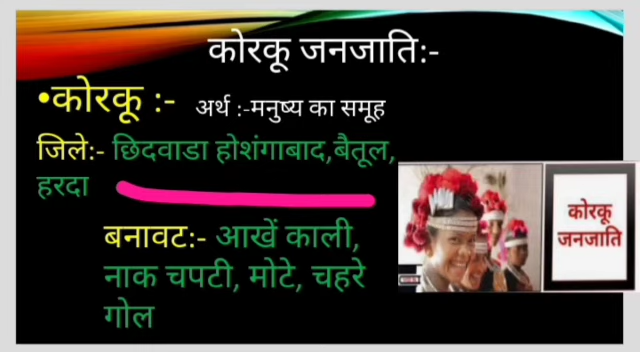 कोरकू जनजाति:-
•कोरकू :- अर्थ :-मनुष्य का समूह
जिले:- छिदवाडा होशंगाबाद,बैतूल,
हरदा
बनावट:- आखें काली,
नाक चपटी, मोटे, चहरे
गोल
कोरकू
जनजाति